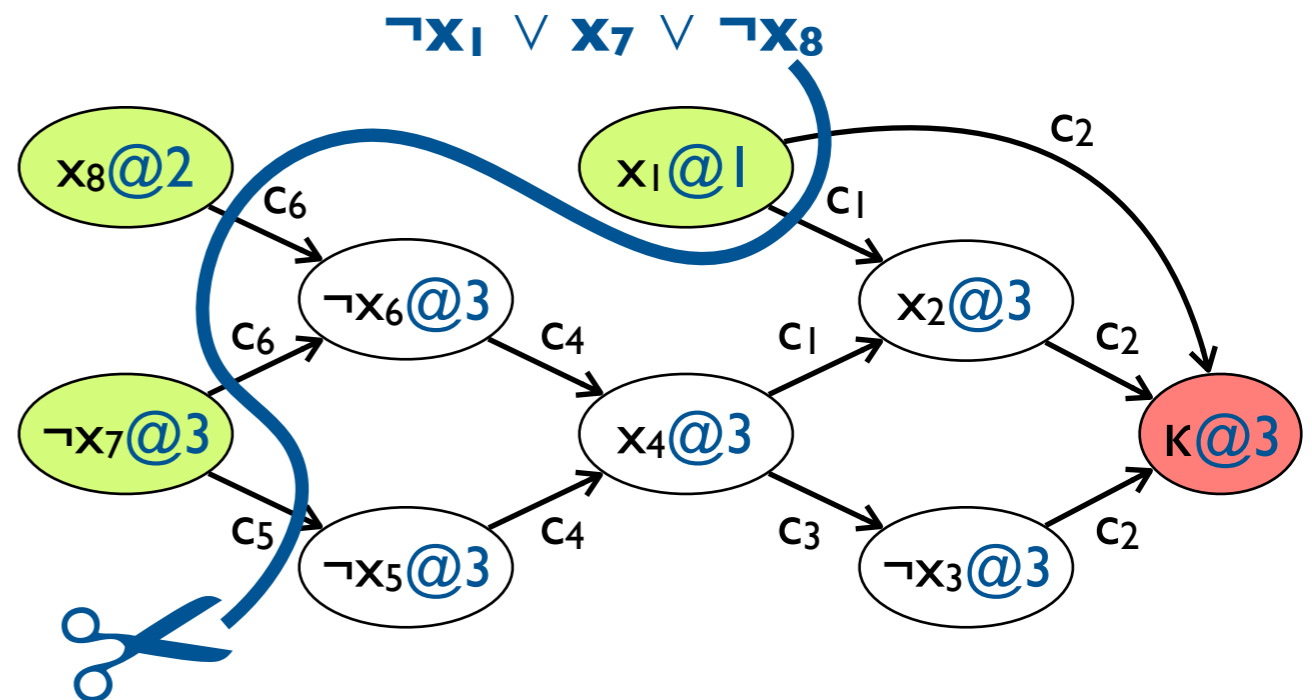 ¬x₁ ∨ x₇ ∨ ¬x₈
c₂
x₈@2
x₁@1
c₆
c₁
¬x₆@3
x₂@3
c₆
c₄
c₁
c₂
¬x₇@3
x₄@3
κ@3
c₅
c₄
c₃
c₂
¬x₅@3
¬x₃@3